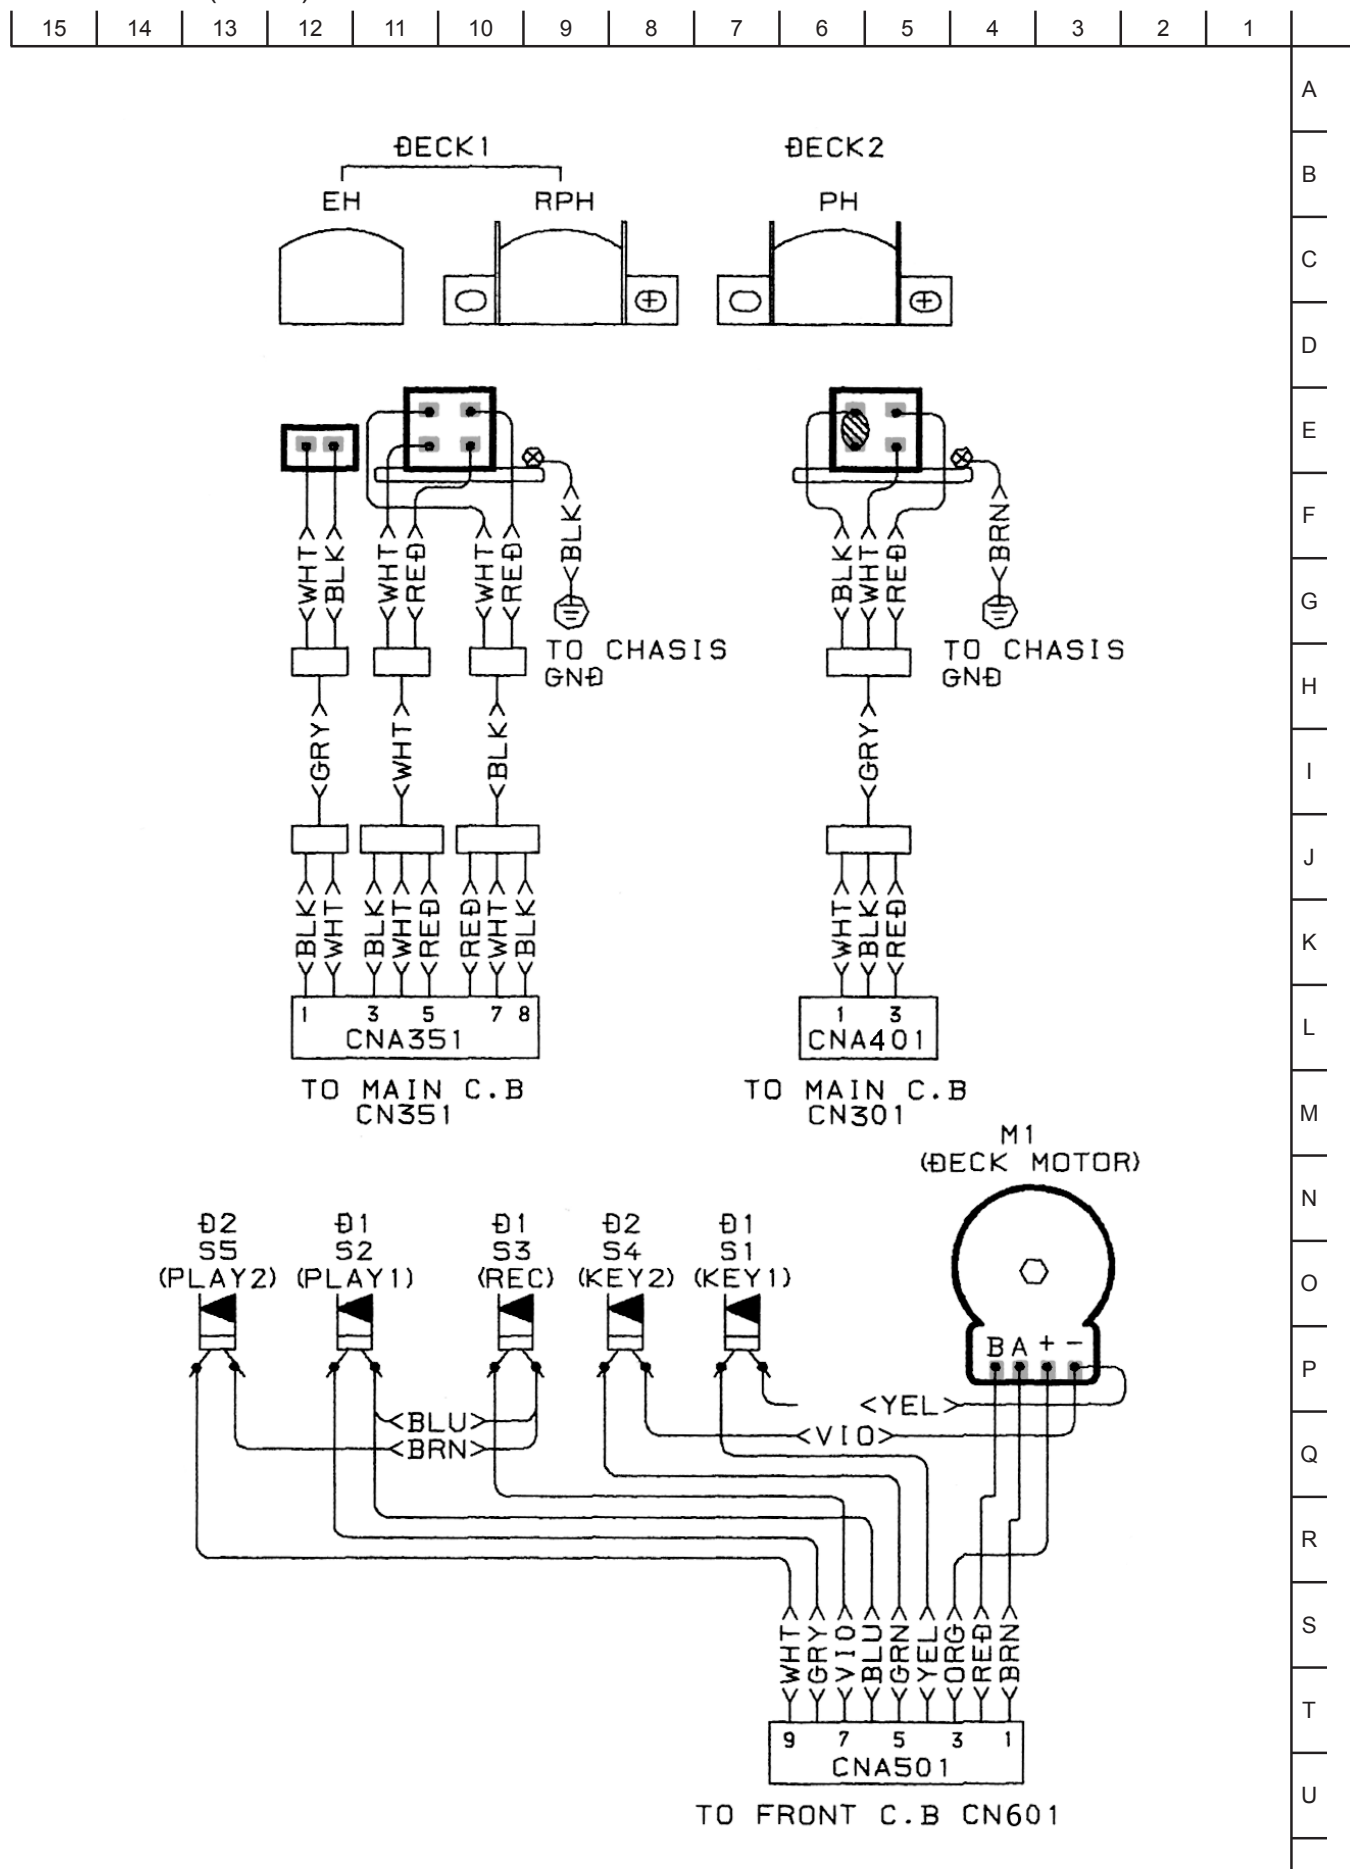 15 14 13 12 11 10 9 8 7 6 5 4 3 2 1
A
B
C
D
E
F
G
H
I
J
K
L
M
N
O
P
Q
R
S
T
U
DECK1 DECK2
EH RPH PH
WHT BLK WHT RED WHT RED BLK BLK WHT RED BRN
TO CHASIS
GND
TO CHASIS
GND
GRY WHT BLK GRY
BLK WHT BLK WHT RED RED WHT BLK WHT BLK RED
1 3 5 7 8
CNA351
1 3
CNA401
TO MAIN C.B
CN351
TO MAIN C.B
CN301
M1
(DECK MOTOR)
D2 D1 D1 D2 D1
S5 S2 S3 S4 S1
(PLAY2) (PLAY1) (REC) (KEY2) (KEY1)
B A + -
YEL
BLU
VIO
BRN
WHT GRY VIO BLU GRN YEL ORG RED BRN
9 7 5 3 1
CNA501
TO FRONT C.B CN601